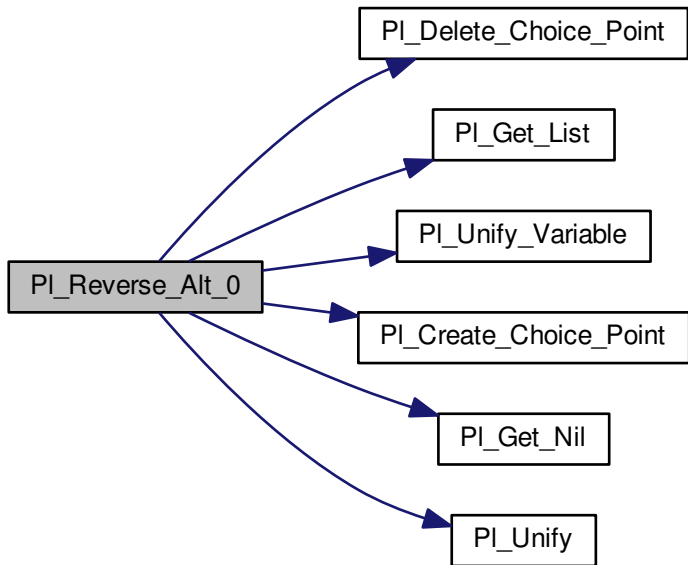 Pl_Delete_Choice_Point
Pl_Get_List
Pl_Unify_Variable
Pl_Reverse_Alt_0
Pl_Create_Choice_Point
Pl_Get_Nil
Pl_Unify